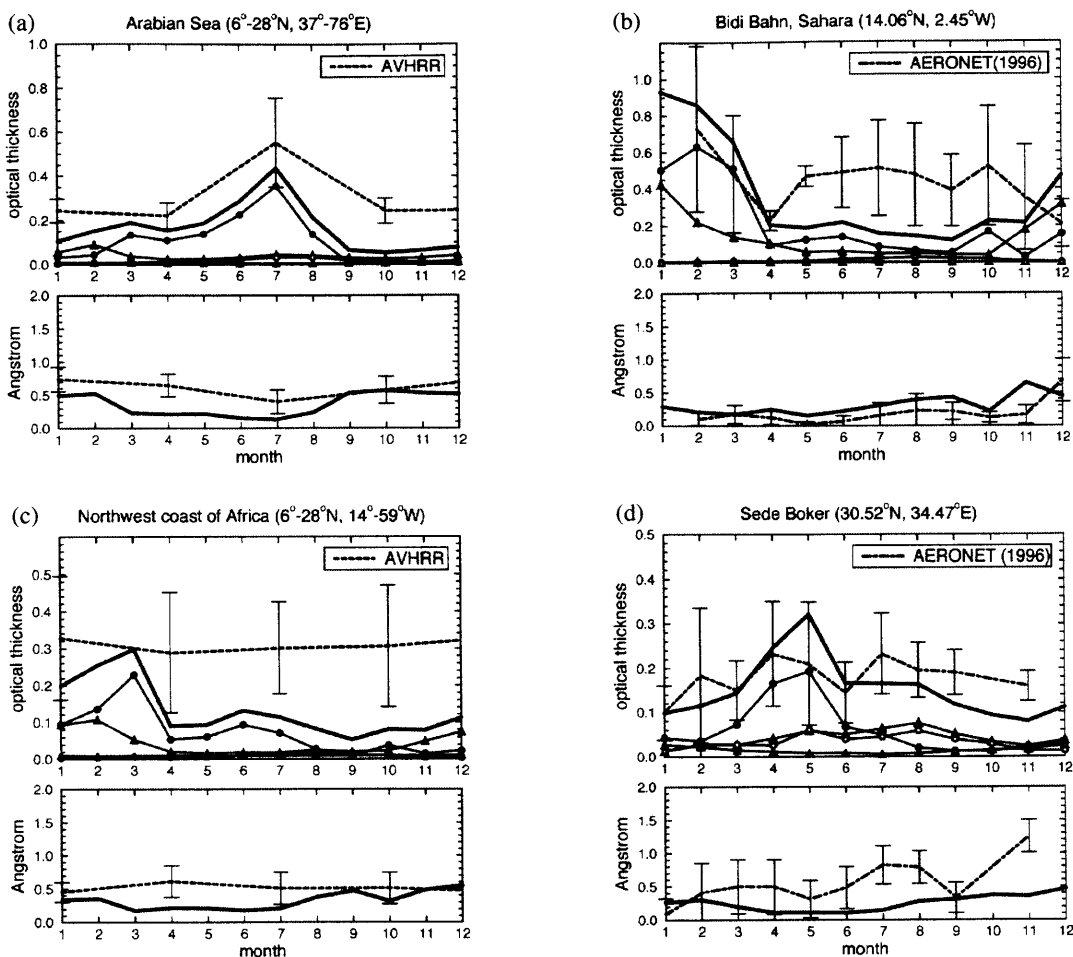 (a)
Arabian Sea (6°-28°N, 37°-76°E)
AVHRR
optical thickness
1.0
0.8
0.6
0.4
0.2
0.0
1 2 3 4 5 6 7 8 9 10 11 12
Angstrom
2.0
1.5
1.0
0.5
0.0
1 2 3 4 5 6 7 8 9 10 11 12
month
(b)
Bidi Bahn, Sahara (14.06°N, 2.45°W)
AERONET(1996)
optical thickness
1.0
0.8
0.6
0.4
0.2
0.0
1 2 3 4 5 6 7 8 9 10 11 12
Angstrom
2.0
1.5
1.0
0.5
0.0
1 2 3 4 5 6 7 8 9 10 11 12
month
(c)
Northwest coast of Africa (6°-28°N, 14°-59°W)
AVHRR
optical thickness
0.5
0.4
0.3
0.2
0.1
0.0
1 2 3 4 5 6 7 8 9 10 11 12
Angstrom
2.0
1.5
1.0
0.5
0.0
1 2 3 4 5 6 7 8 9 10 11 12
month
(d)
Sede Boker (30.52°N, 34.47°E)
AERONET (1996)
optical thickness
0.5
0.4
0.3
0.2
0.1
0.0
1 2 3 4 5 6 7 8 9 10 11 12
Angstrom
2.0
1.5
1.0
0.5
0.0
1 2 3 4 5 6 7 8 9 10 11 12
month